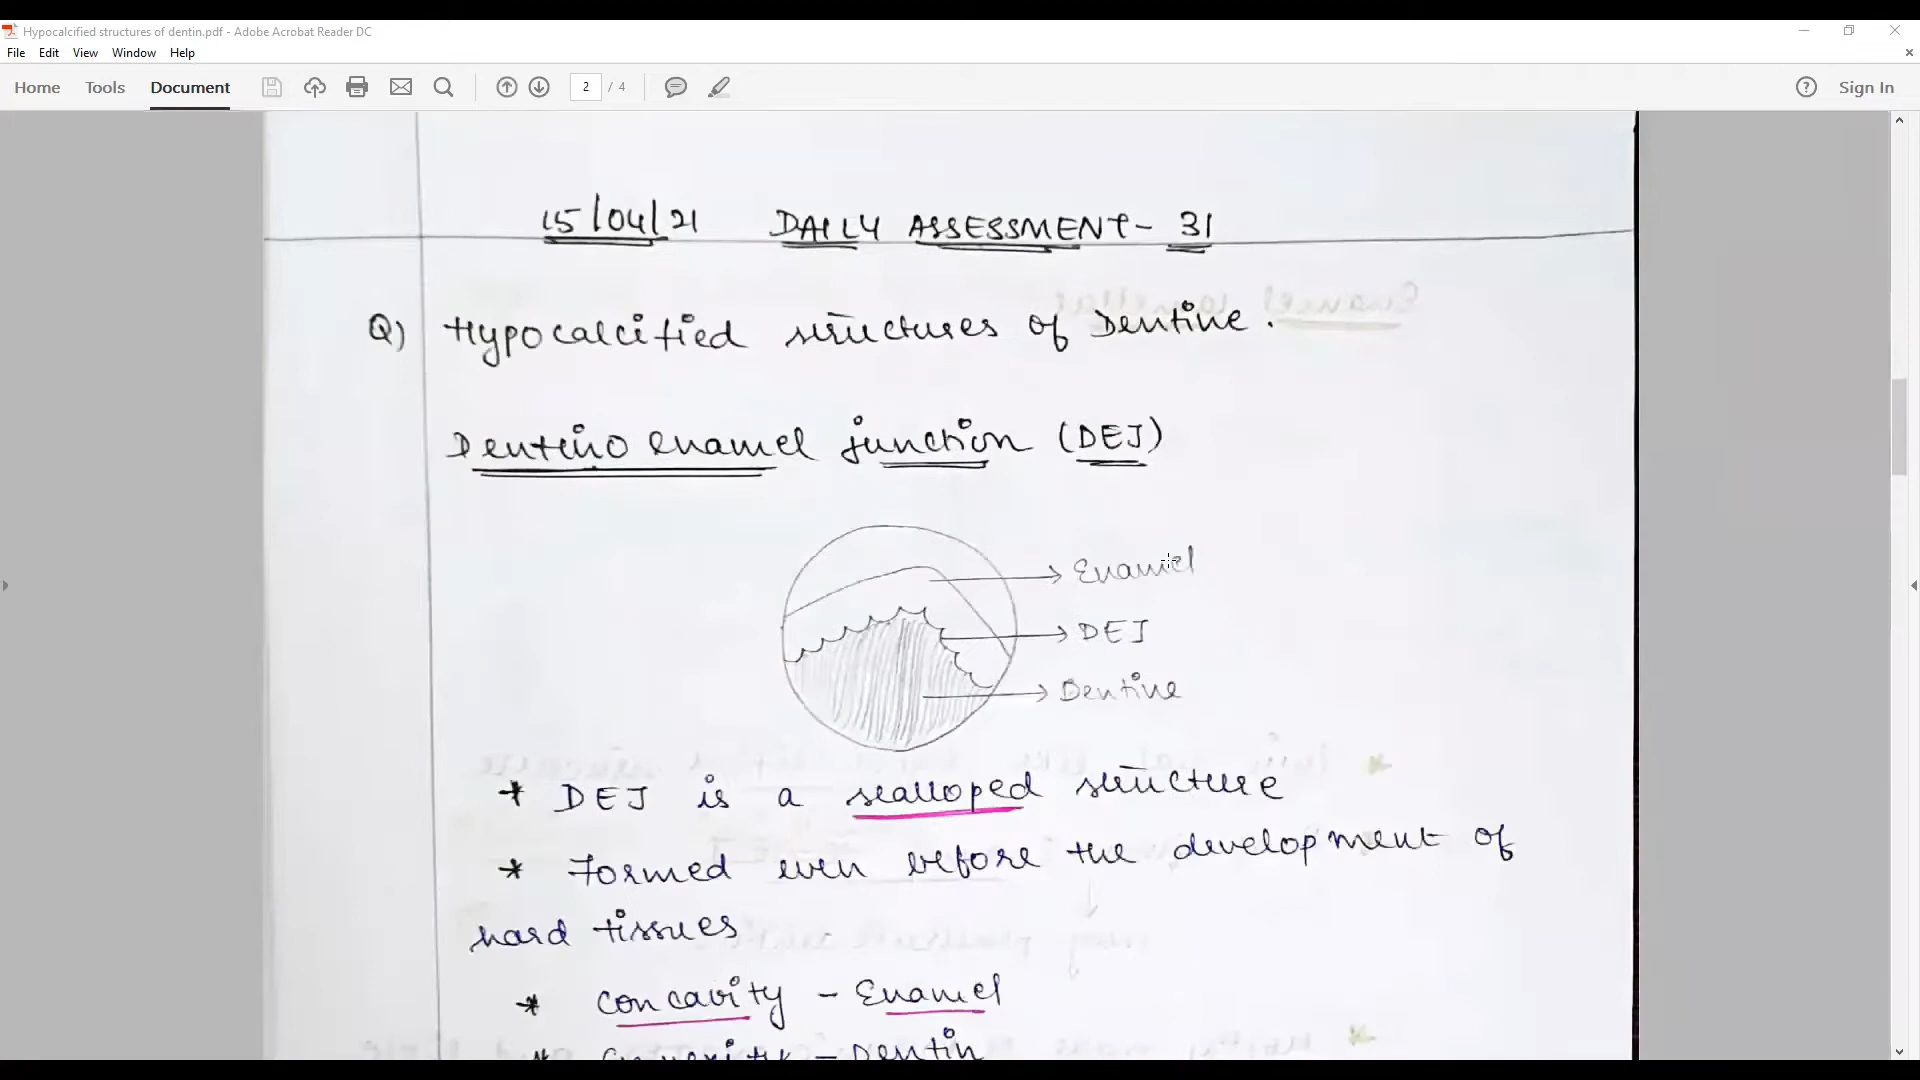 Hypocalcified structures of dentin.pdf - Adobe Acrobat Reader DC
File Edit View Window Help
Home Tools Document 2 / 4 Sign In
15/04/21 DAILY ASSESSMENT - 31
Q) Hypocalcified structures of Dentine.
Dentino enamel junction (DEJ)
Enamel
DEJ
Dentine
* DEJ is a scalloped structure
* Formed even before the development of
hard tissues
* Concavity - Enamel
* Convexity - Dentin